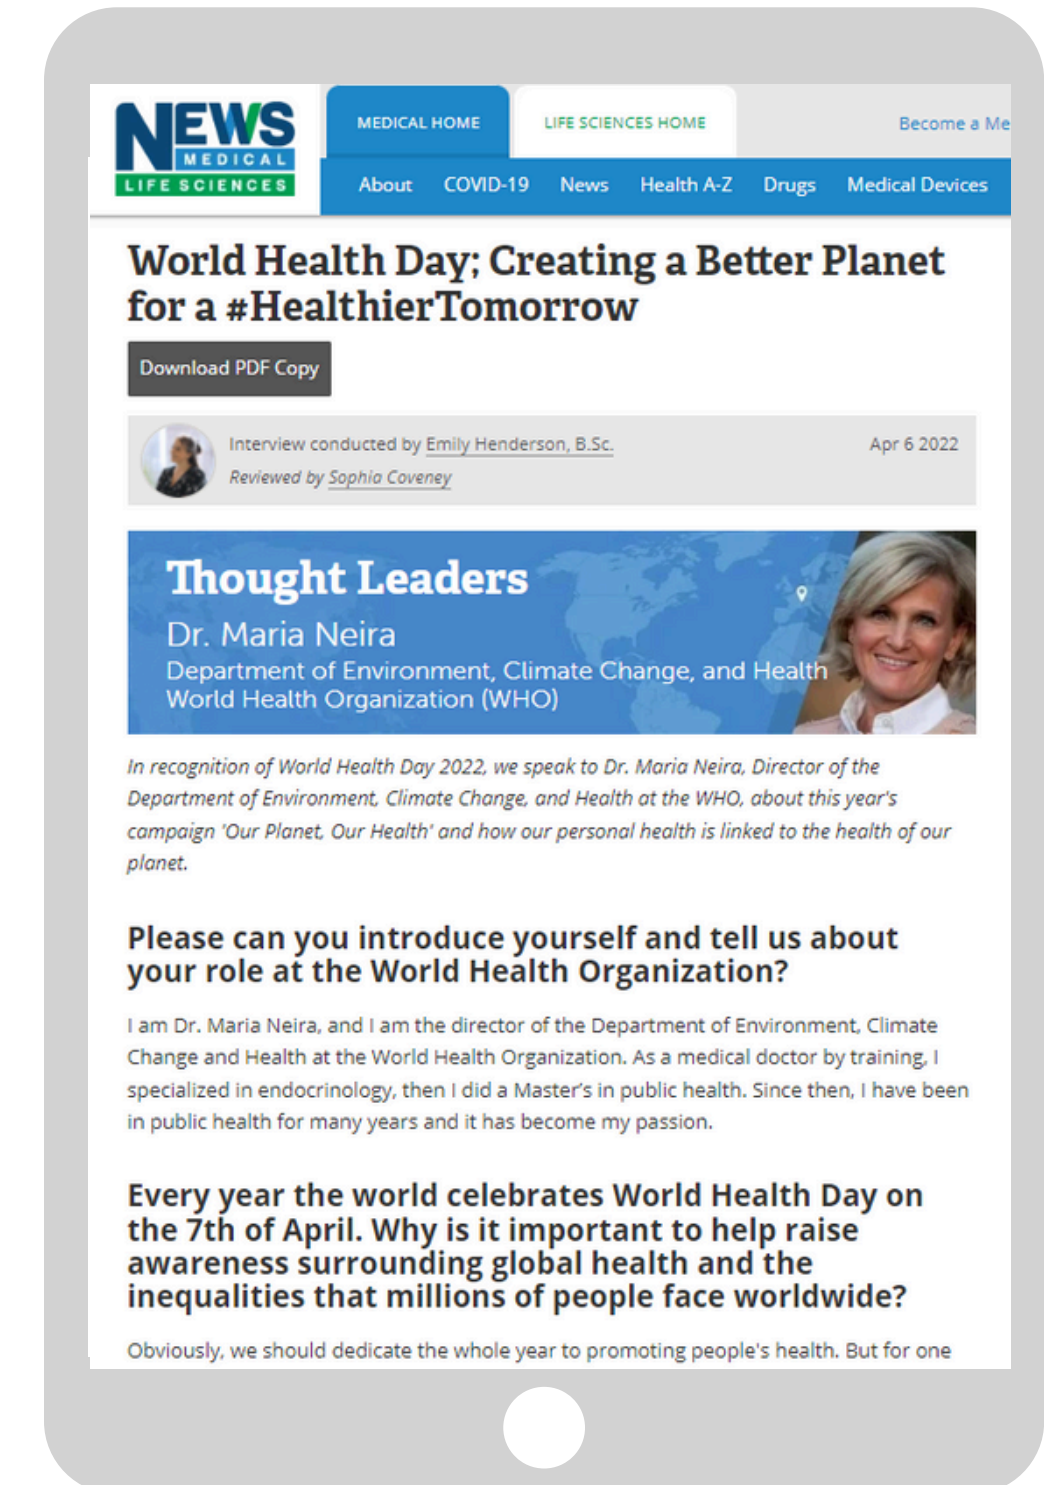 NEWS
MEDICAL
LIFE SCIENCES
MEDICAL HOME
LIFE SCIENCES HOME
Become a Me
About COVID-19 News Health A-Z Drugs Medical Devices
World Health Day; Creating a Better Planet
for a #HealthierTomorrow
Download PDF Copy
Interview conducted by Emily Henderson, B.Sc.
Apr 6 2022
Reviewed by Sophia Coveney
Thought Leaders
Dr. Maria Neira
Department of Environment, Climate Change, and Health
World Health Organization (WHO)
In recognition of World Health Day 2022, we speak to Dr. Maria Neira, Director of the
Department of Environment, Climate Change, and Health at the WHO, about this year's
campaign 'Our Planet, Our Health' and how our personal health is linked to the health of our
planet.
Please can you introduce yourself and tell us about
your role at the World Health Organization?
I am Dr. Maria Neira, and I am the director of the Department of Environment, Climate
Change and Health at the World Health Organization. As a medical doctor by training, I
specialized in endocrinology, then I did a Master’s in public health. Since then, I have been
in public health for many years and it has become my passion.
Every year the world celebrates World Health Day on
the 7th of April. Why is it important to help raise
awareness surrounding global health and the
inequalities that millions of people face worldwide?
Obviously, we should dedicate the whole year to promoting people's health. But for one